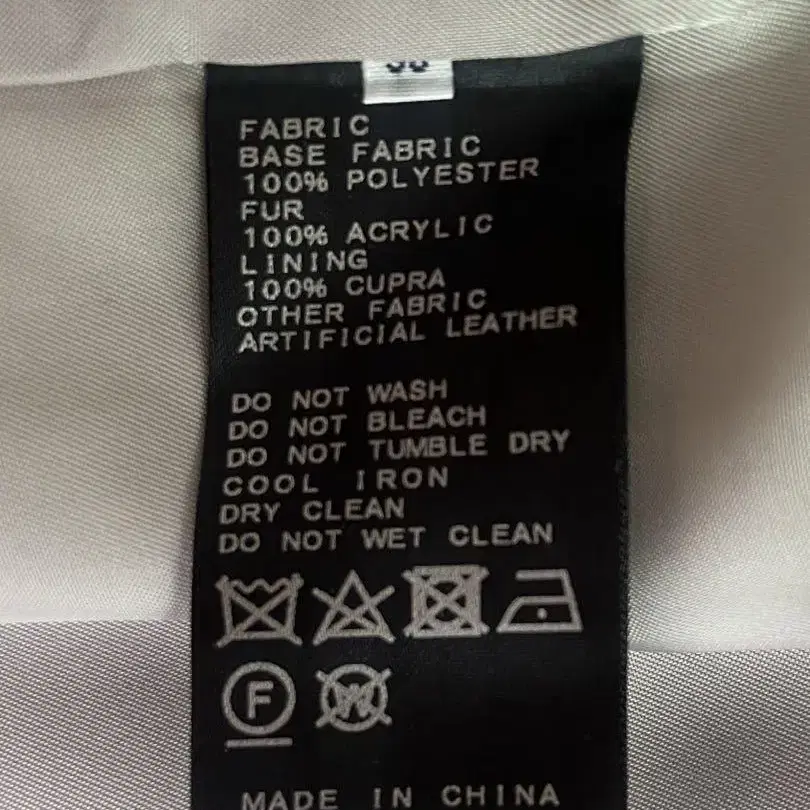 FABRIC
BASE FABRIC
100% POLYESTER
FUR
100% ACRYLIC
LINING
100% CUPRA
OTHER FABRIC
ARTIFICIAL LEATHER
DO NOT WASH
DO NOT BLEACH
DO NOT TUMBLE DRY
COOL IRON
DRY CLEAN
DO NOT WET CLEAN
F W
MADE IN CHINA